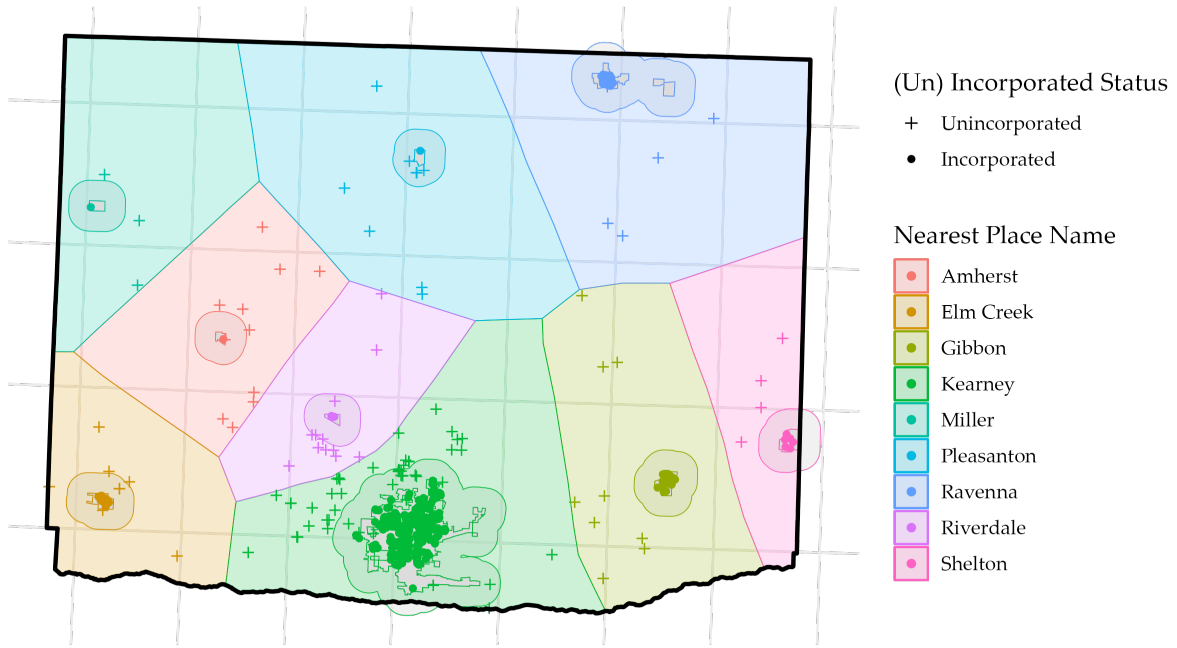 (Un) Incorporated Status
Unincorporated
Incorporated
Nearest Place Name
Amherst
Elm Creek
Gibbon
Kearney
Miller
Pleasanton
Ravenna
Riverdale
Shelton